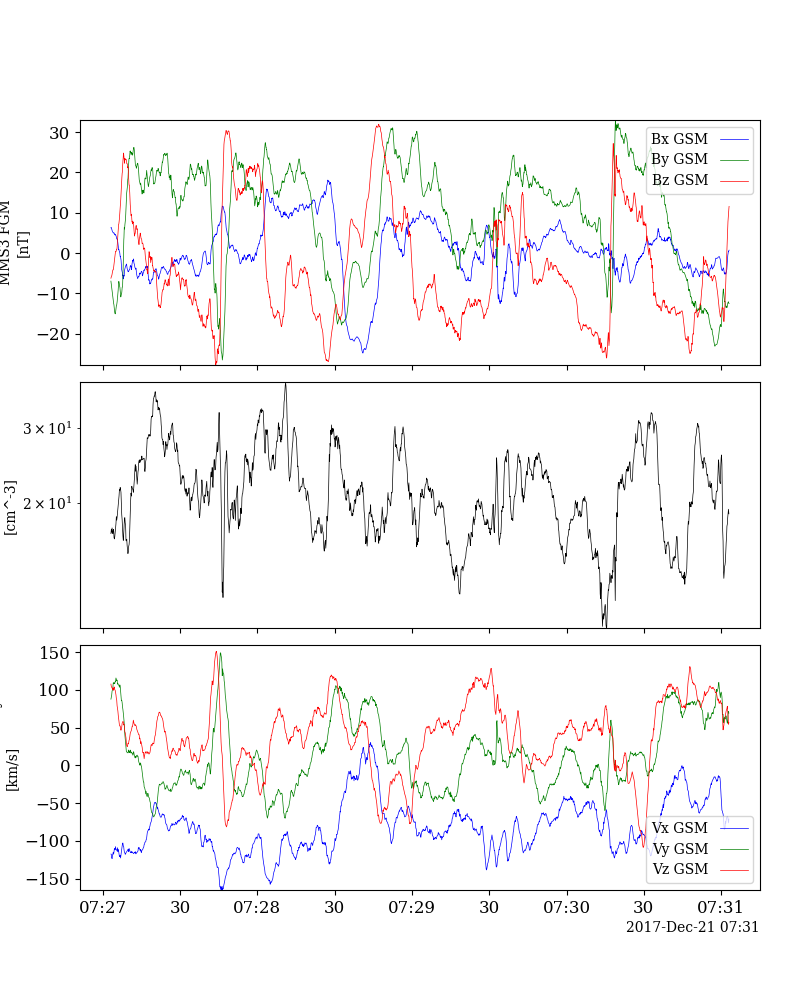 30
20
10
0
−10
−20
MMS3 FGM
[nT]
Bx GSM
By GSM
Bz GSM
3 × 10¹
2 × 10¹
[cm^-3]
150
100
50
0
−50
−100
−150
[km/s]
Vx GSM
Vy GSM
Vz GSM
07:27 30 07:28 30 07:29 30 07:30 30 07:31
2017-Dec-21 07:31